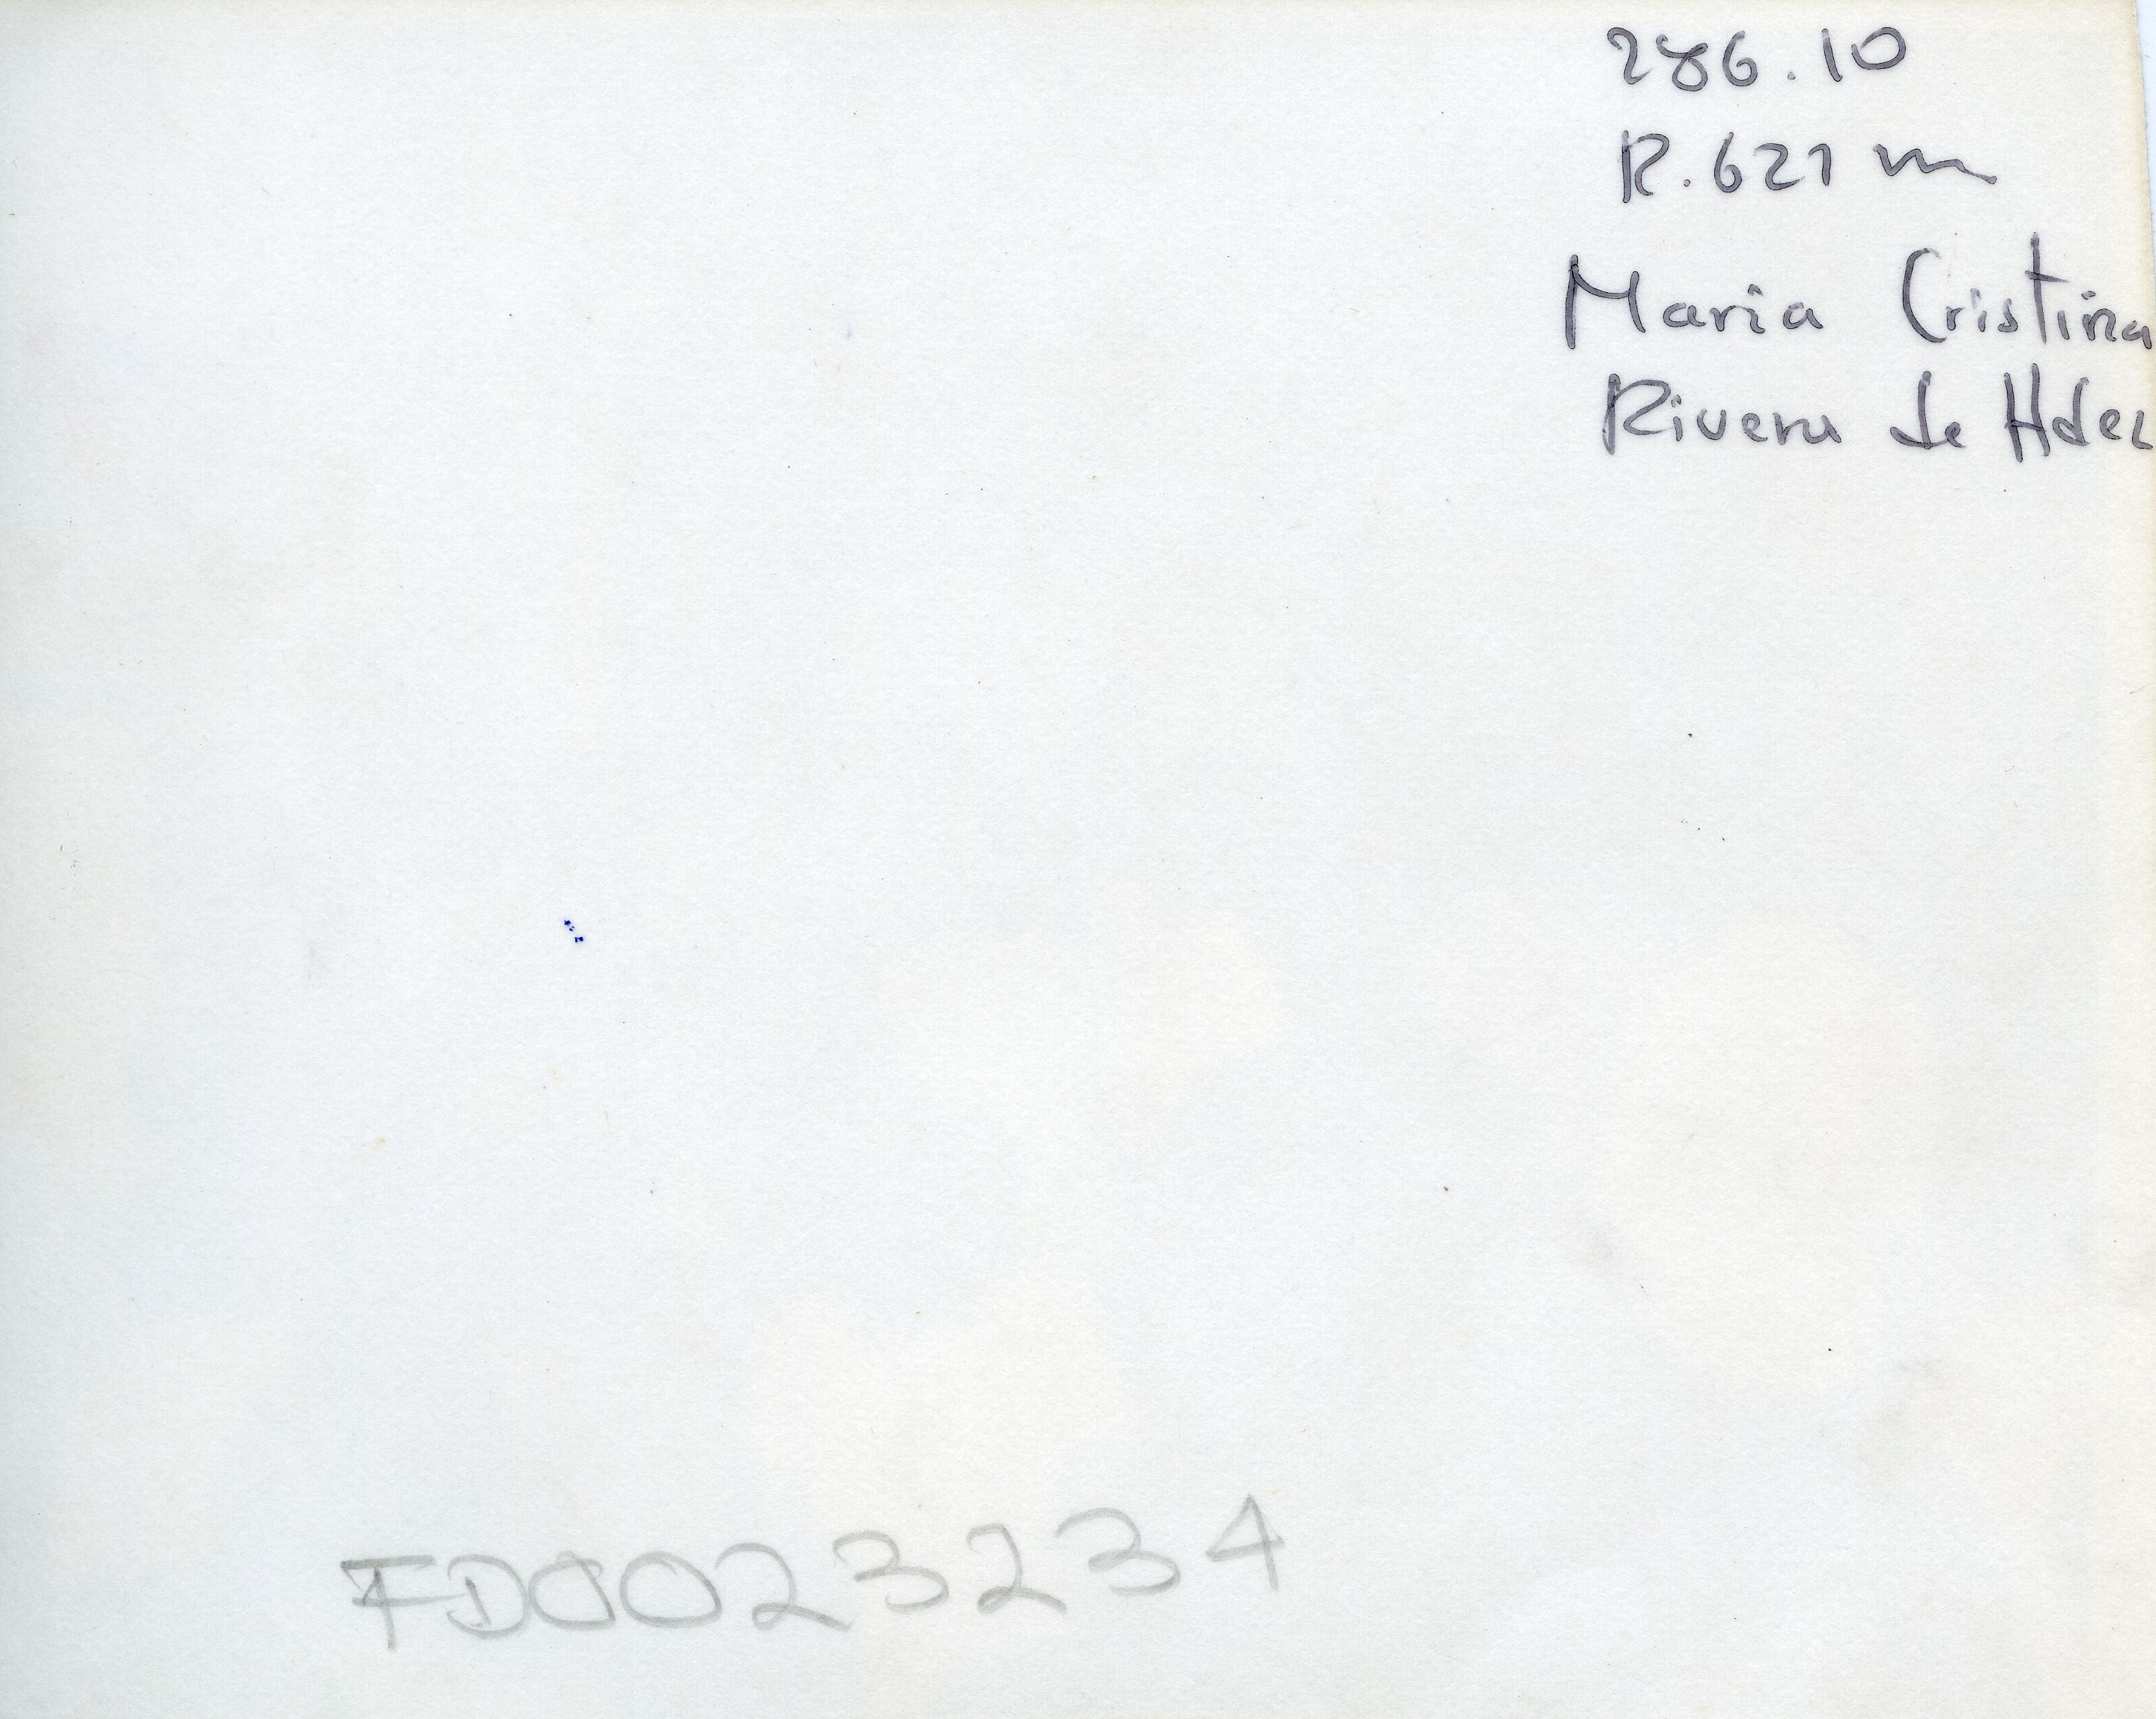 286.10
R.621 m
Maria Cristina
Rivera de Hdez
FD0023234